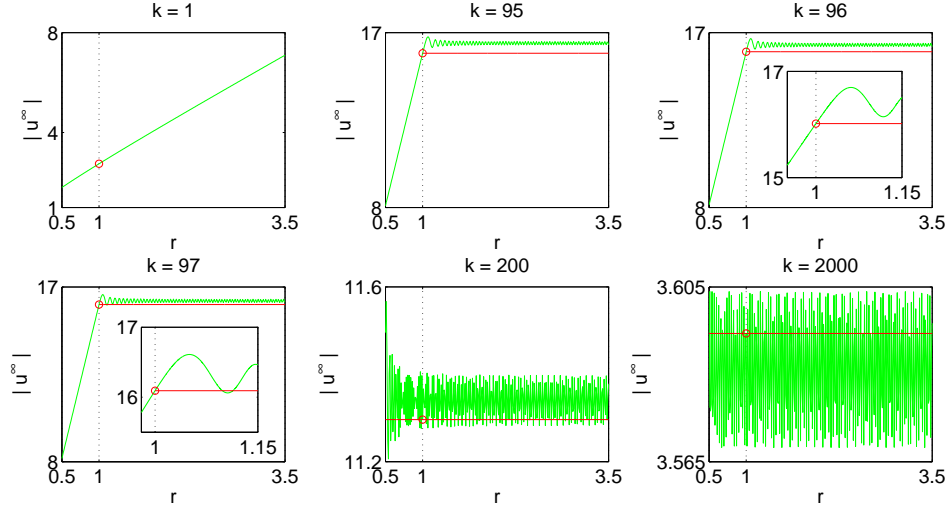 k = 1
8
4
1
| u∞ |
0.5
1
3.5
r
k = 95
17
8
| u∞ |
0.5
1
3.5
r
k = 96
17
8
| u∞ |
0.5
1
3.5
r
17
15
1
1.15
k = 97
17
8
| u∞ |
0.5
1
3.5
r
17
16
1
1.15
k = 200
11.6
11.2
| u∞ |
0.5
1
3.5
r
k = 2000
3.605
3.565
| u∞ |
0.5
1
3.5
r